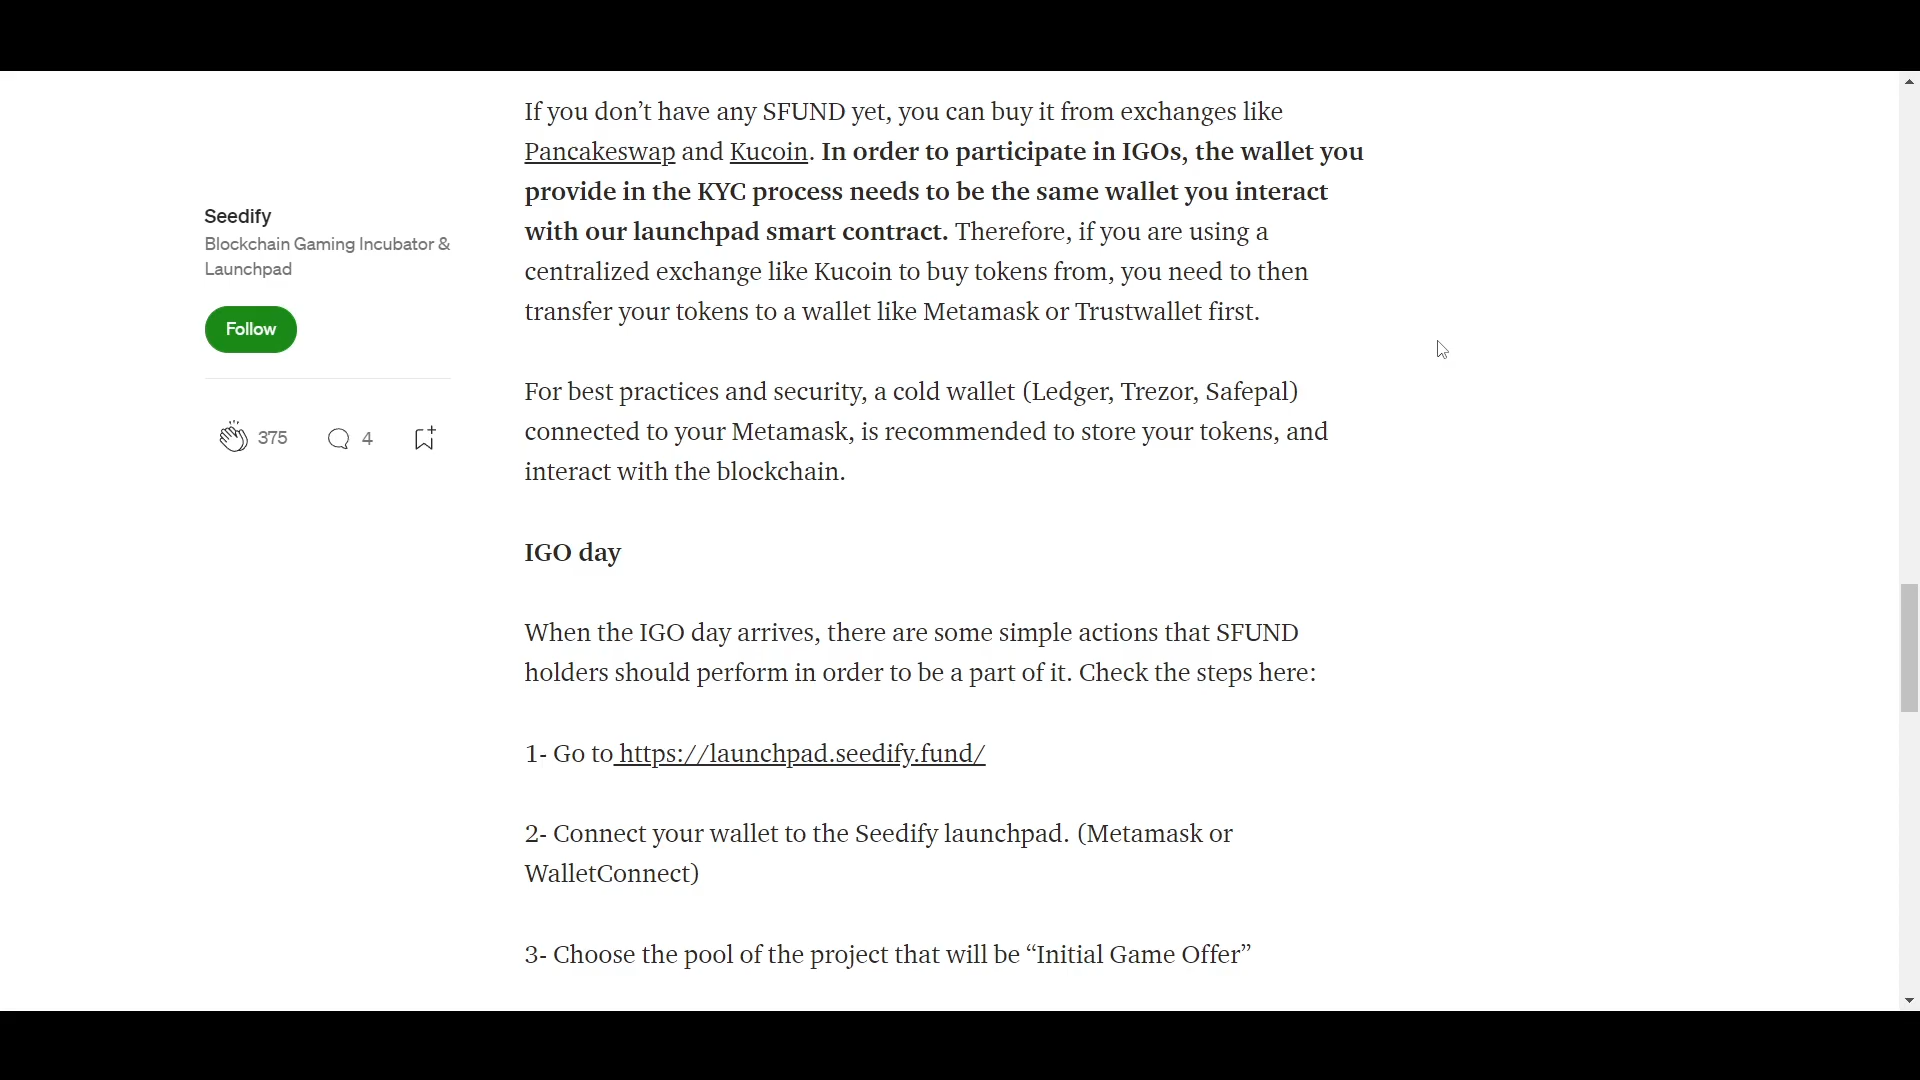 If you don’t have any SFUND yet, you can buy it from exchanges like
Pancakeswap and Kucoin. In order to participate in IGOs, the wallet you
provide in the KYC process needs to be the same wallet you interact
with our launchpad smart contract. Therefore, if you are using a
centralized exchange like Kucoin to buy tokens from, you need to then
transfer your tokens to a wallet like Metamask or Trustwallet first.
Seedify
Blockchain Gaming Incubator &
Launchpad
Follow
375
4
For best practices and security, a cold wallet (Ledger, Trezor, Safepal)
connected to your Metamask, is recommended to store your tokens, and
interact with the blockchain.
IGO day
When the IGO day arrives, there are some simple actions that SFUND
holders should perform in order to be a part of it. Check the steps here:
1- Go to https://launchpad.seedify.fund/
2- Connect your wallet to the Seedify launchpad. (Metamask or
WalletConnect)
3- Choose the pool of the project that will be “Initial Game Offer”